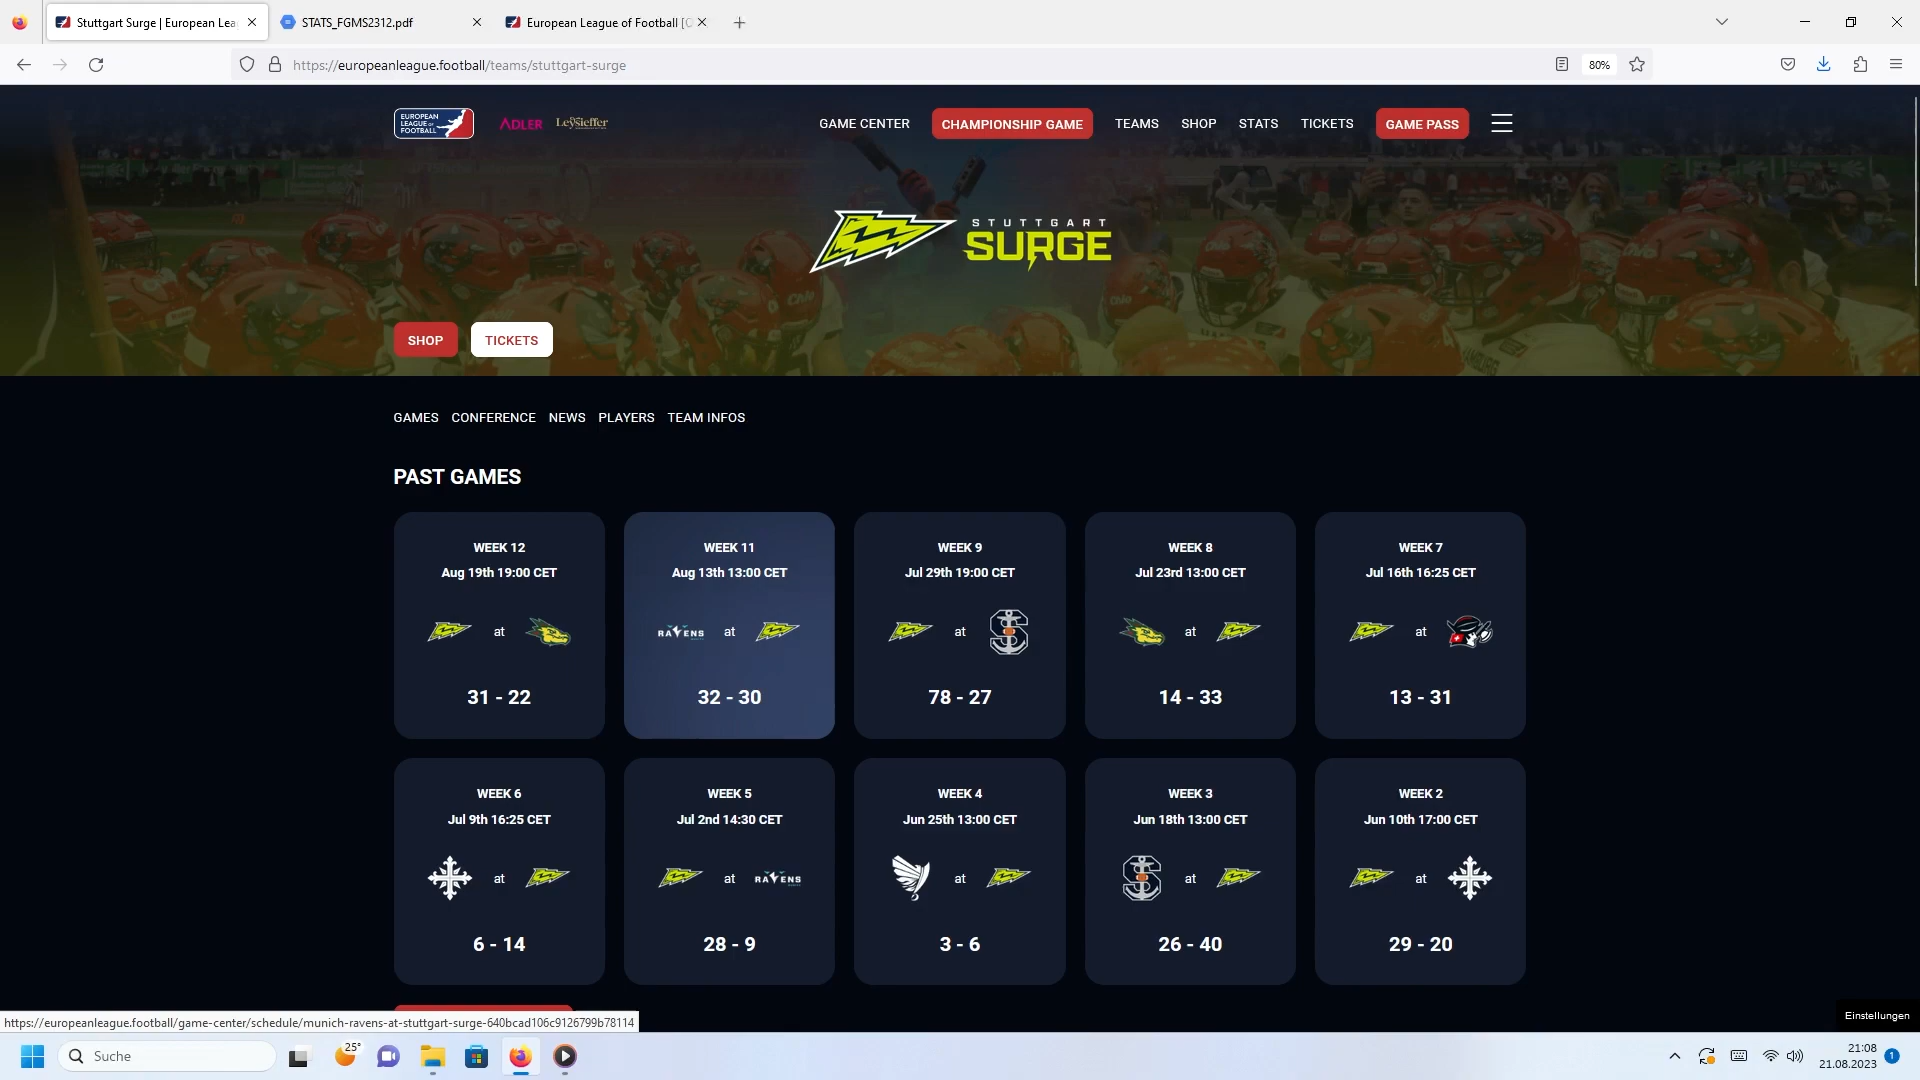 Stuttgart Surge | European Lea
STATS_FGMS2312.pdf
European League of Football [
https://europeanleague.football/teams/stuttgart-surge
80%
EUROPEAN
LEAGUE OF
FOOTBALL
ADLER
Leysieffer
GAME CENTER
CHAMPIONSHIP GAME
TEAMS
SHOP
STATS
TICKETS
GAME PASS
STUTTGART
SURGE
SHOP
TICKETS
GAMES
CONFERENCE
NEWS
PLAYERS
TEAM INFOS
PAST GAMES
WEEK 12
Aug 19th 19:00 CET
at
31 - 22
WEEK 11
Aug 13th 13:00 CET
RAVENS at
32 - 30
WEEK 9
Jul 29th 19:00 CET
at
78 - 27
WEEK 8
Jul 23rd 13:00 CET
at
14 - 33
WEEK 7
Jul 16th 16:25 CET
at
13 - 31
WEEK 6
Jul 9th 16:25 CET
at
6 - 14
WEEK 5
Jul 2nd 14:30 CET
at RAVENS
28 - 9
WEEK 4
Jun 25th 13:00 CET
at
3 - 6
WEEK 3
Jun 18th 13:00 CET
at
26 - 40
WEEK 2
Jun 10th 17:00 CET
at
29 - 20
https://europeanleague.football/game-center/schedule/munich-ravens-at-stuttgart-surge-640bcad106c9126799b78114
Einstellungen
Suche
25°
21:08
21.08.2023
1